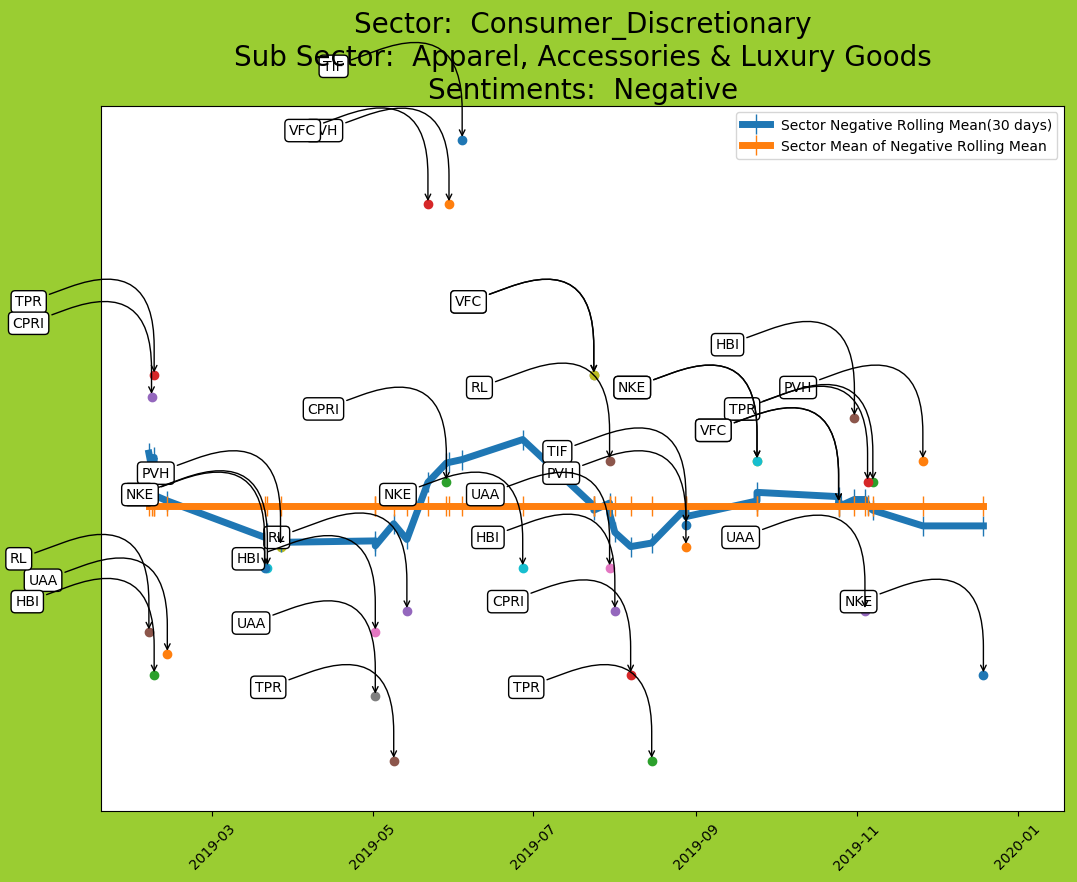 Sector:  Consumer_Discretionary
Sub Sector:  Apparel, Accessories & Luxury Goods
Sentiments:  Negative
TIF
VFC
VH
Sector Negative Rolling Mean(30 days)
Sector Mean of Negative Rolling Mean
TPR
CPRI
VFC
HBI
RL
NKE
PVH
CPRI
TPR
VFC
TIF
PVH
PVH
NKE
NKE
UAA
RL
HBI
HBI
UAA
RL
UAA
HBI
CPRI
NKE
UAA
TPR
TPR
2019-03
2019-05
2019-07
2019-09
2019-11
2020-01